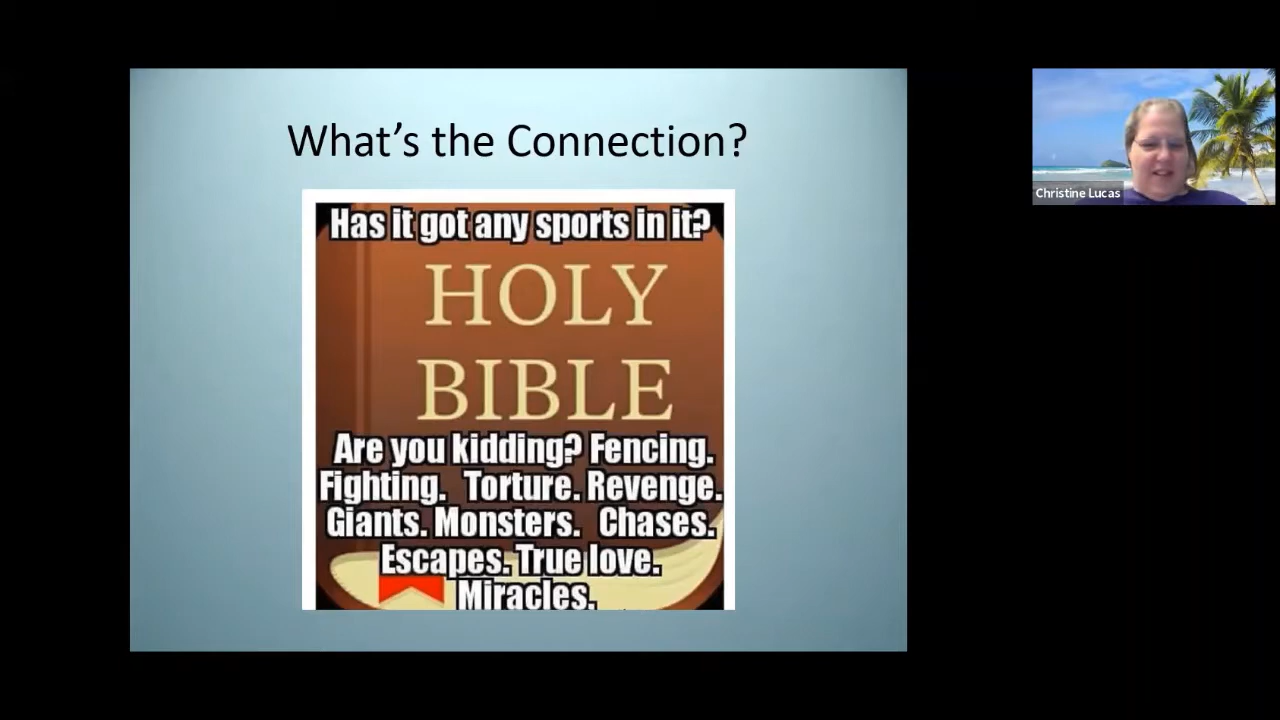 What's the Connection?
Has it got any sports in it?
HOLY
BIBLE
Are you kidding? Fencing.
Fighting. Torture. Revenge.
Giants. Monsters. Chases.
Escapes. True love.
Miracles.
Christine Lucas